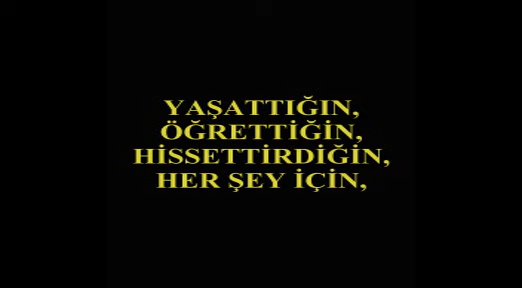 YAŞATTIĞIN,
ÖĞRETTİĞİN,
HİSSETTİRDİĞİN,
HER ŞEY İÇİN,